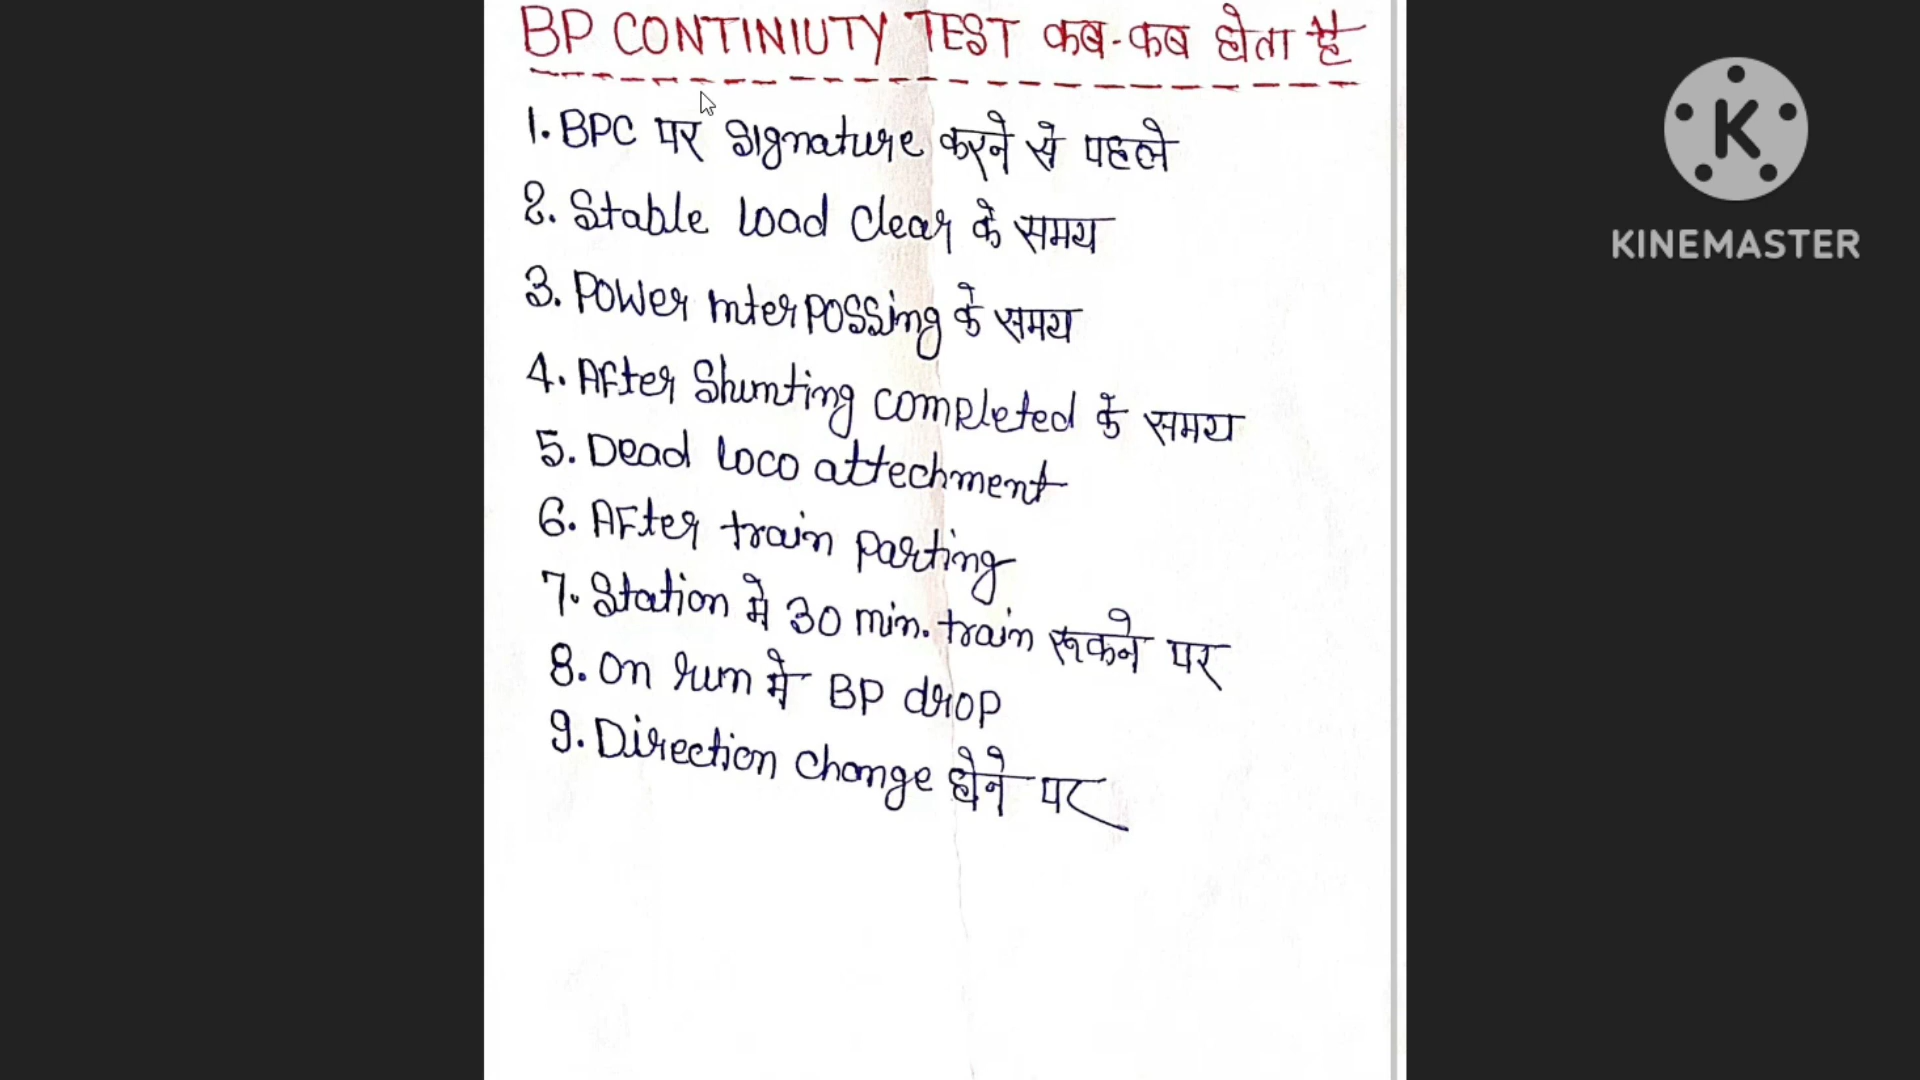 BP CONTINIUTY TEST कब-कब होता है
1. BPC पर Signature करने से पहले
2. Stable load Clear के समय
3. Power interpossing के समय
4. After Shunting completed के समय
5. Dead loco attechment
6. After train parting
7. Station मे 30 min. train रूकने पर
8. On run मे BP drop
9. Direction change होने पर
K
KINEMASTER